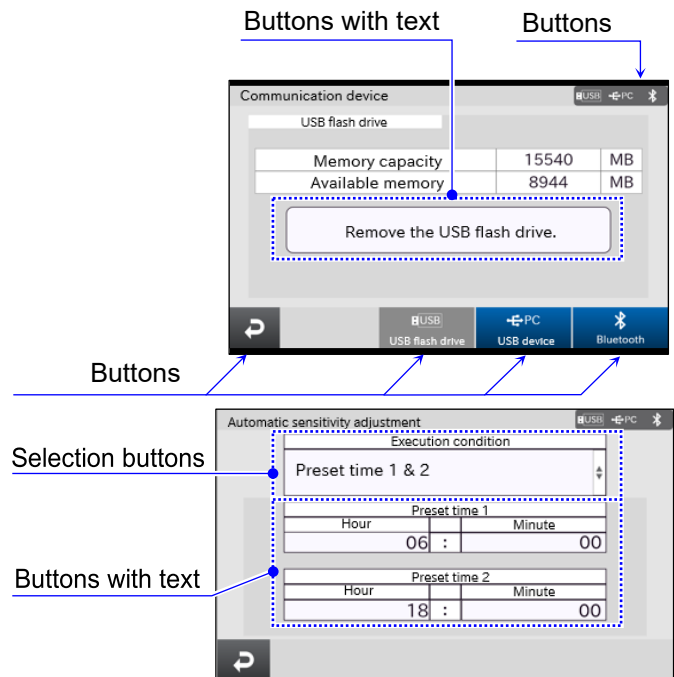 Buttons with text
Buttons
Communication device
USB PC
USB flash drive
Memory capacity 15540 MB
Available memory 8944 MB
Remove the USB flash drive.
USB PC
USB flash drive USB device Bluetooth
Buttons
Automatic sensitivity adjustment
USB PC
Execution condition
Selection buttons
Preset time 1 & 2
Preset time 1
Hour Minute
06 : 00
Buttons with text
Preset time 2
Hour Minute
18 : 00